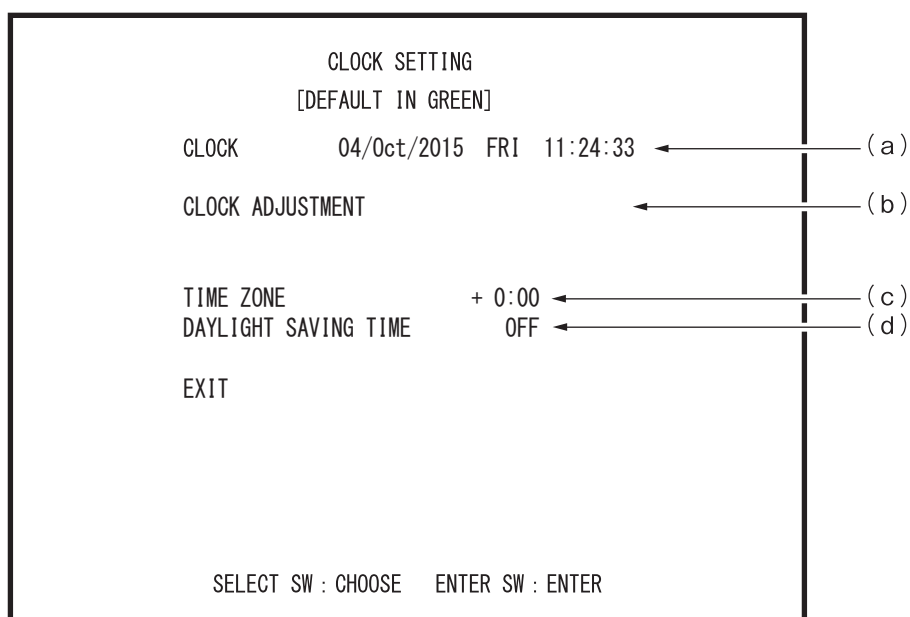 CLOCK SETTING
[DEFAULT IN GREEN]
CLOCK 04/Oct/2015 FRI 11:24:33 (a)
CLOCK ADJUSTMENT (b)
TIME ZONE + 0:00 (c)
DAYLIGHT SAVING TIME OFF (d)
EXIT
SELECT SW : CHOOSE ENTER SW : ENTER